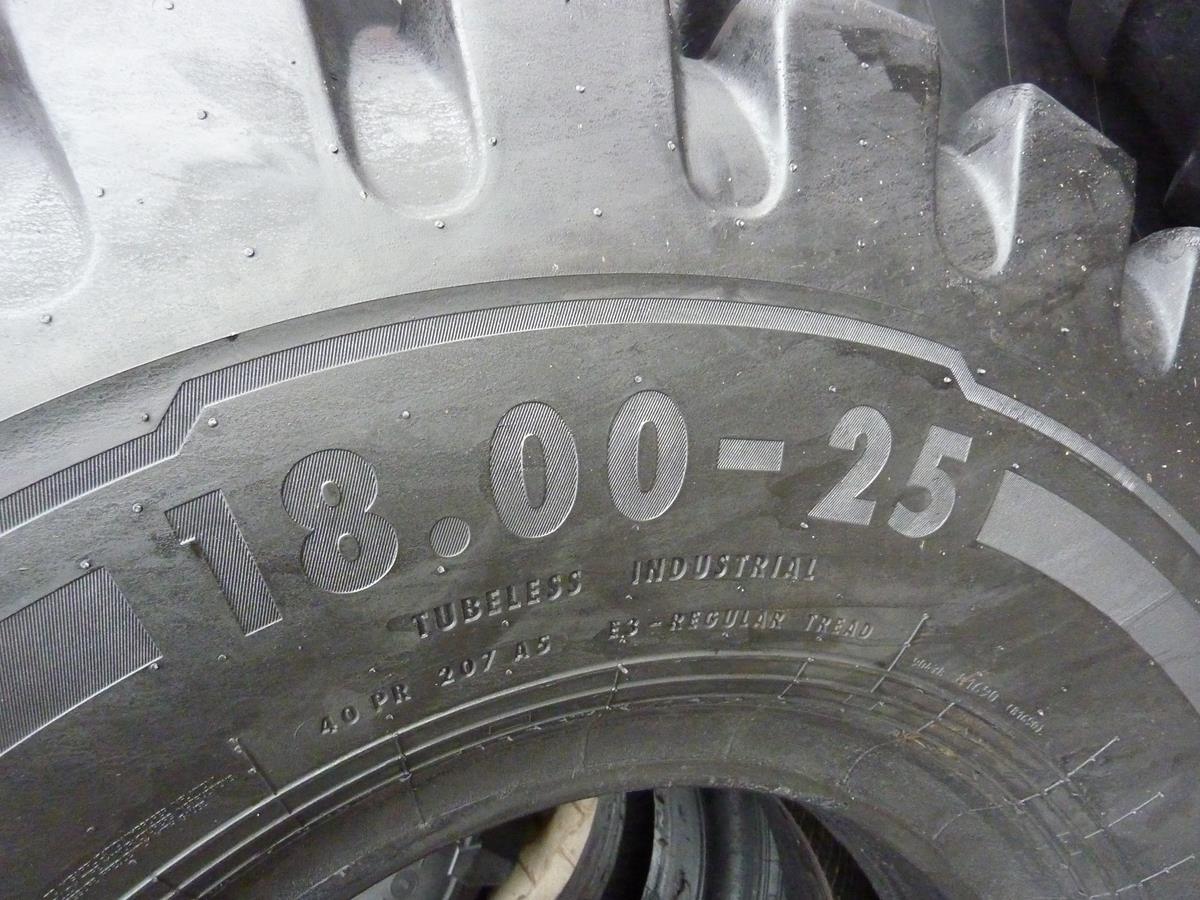 18.00-25
TUBELESS INDUSTRIAL
40 PR 207 A5 E3-REGULAR TREAD